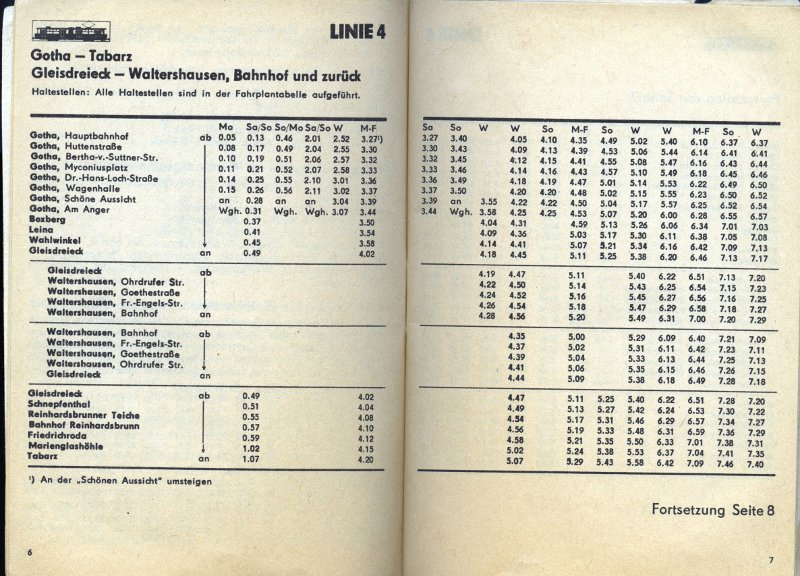 LINIE 4
Gotha – Tabarz
Gleisdreieck – Waltershausen, Bahnhof und zurück
Haltestellen: Alle Haltestellen sind in der Fahrplantabelle aufgeführt.
Mo Sa/So So/Mo Sa/So W M-F
Gotha, Hauptbahnhof ab 0.05 0.13 0.46 2.01 2.52 3.27¹)
Gotha, Huttenstraße 0.08 0.17 0.49 2.04 2.55 3.30
Gotha, Bertha-v.-Suttner-Str. 0.10 0.19 0.51 2.06 2.57 3.32
Gotha, Myconiusplatz 0.11 0.21 0.52 2.07 2.58 3.33
Gotha, Dr.-Hans-Loch-Straße 0.14 0.25 0.55 2.10 3.01 3.36
Gotha, Wagenhalle 0.15 0.26 0.56 2.11 3.02 3.37
Gotha, Schöne Aussicht an 0.28 an an 3.04 3.39
Gotha, Am Anger Wgh. 0.31 Wgh. Wgh. 3.07 3.44
Boxberg 0.37 3.50
Leina 0.41 3.54
Wahlwinkel 0.45 3.58
Gleisdreieck an 0.49 4.02
Gleisdreieck ab
Waltershausen, Ohrdrufer Str.
Waltershausen, Goethestraße
Waltershausen, Fr.-Engels-Str.
Waltershausen, Bahnhof an
Waltershausen, Bahnhof ab
Waltershausen, Fr.-Engels-Str.
Waltershausen, Goethestraße
Waltershausen, Ohrdrufer Str.
Gleisdreieck an
Gleisdreieck ab 0.49 4.02
Schnepfenthal 0.51 4.04
Reinhardsbrunner Teiche 0.55 4.08
Bahnhof Reinhardsbrunn 0.57 4.10
Friedrichroda 0.59 4.12
Marienglashöhle 1.02 4.15
Tabarz an 1.07 4.20
¹) An der „Schönen Aussicht“ umsteigen
6
Sa So W W So M-F So W W M-F So W
3.27 3.40 4.05 4.10 4.35 4.49 5.02 5.40 6.10 6.37 6.37
3.30 3.43 4.09 4.13 4.39 4.53 5.06 5.44 6.14 6.41 6.41
3.32 3.45 4.12 4.15 4.41 4.55 5.08 5.47 6.16 6.43 6.44
3.33 3.46 4.14 4.16 4.43 4.57 5.10 5.49 6.18 6.45 6.46
3.36 3.49 4.18 4.19 4.47 5.01 5.14 5.53 6.22 6.49 6.50
3.37 3.50 4.20 4.20 4.48 5.02 5.15 5.55 6.23 6.50 6.52
3.39 an 3.55 4.22 4.22 4.50 5.04 5.17 5.57 6.25 6.52 6.54
3.44 Wgh. 3.58 4.25 4.25 4.53 5.07 5.20 6.00 6.28 6.55 6.57
4.04 4.31 4.59 5.13 5.26 6.06 6.34 7.01 7.03
4.09 4.36 5.03 5.17 5.30 6.11 6.38 7.05 7.08
4.14 4.41 5.07 5.21 5.34 6.16 6.42 7.09 7.13
4.18 4.45 5.11 5.25 5.38 6.20 6.46 7.13 7.17
4.19 4.47 5.11 5.40 6.22 6.51 7.13 7.20
4.22 4.50 5.14 5.43 6.25 6.54 7.15 7.23
4.24 4.52 5.16 5.45 6.27 6.56 7.16 7.25
4.26 4.54 5.18 5.47 6.29 6.58 7.18 7.27
4.28 4.56 5.20 5.49 6.31 7.00 7.20 7.29
4.35 5.00 5.29 6.09 6.40 7.21 7.09
4.37 5.02 5.31 6.11 6.42 7.23 7.11
4.39 5.04 5.33 6.13 6.44 7.25 7.13
4.41 5.06 5.35 6.15 6.46 7.26 7.15
4.44 5.09 5.38 6.18 6.49 7.28 7.18
4.47 5.11 5.25 5.40 6.22 6.51 7.28 7.20
4.49 5.13 5.27 5.42 6.24 6.53 7.30 7.22
4.54 5.17 5.31 5.46 6.29 6.57 7.34 7.27
4.56 5.19 5.33 5.48 6.31 6.59 7.36 7.29
4.58 5.21 5.35 5.50 6.33 7.01 7.38 7.31
5.02 5.24 5.38 5.53 6.37 7.04 7.41 7.35
5.07 5.29 5.43 5.58 6.42 7.09 7.46 7.40
Fortsetzung Seite 8
7